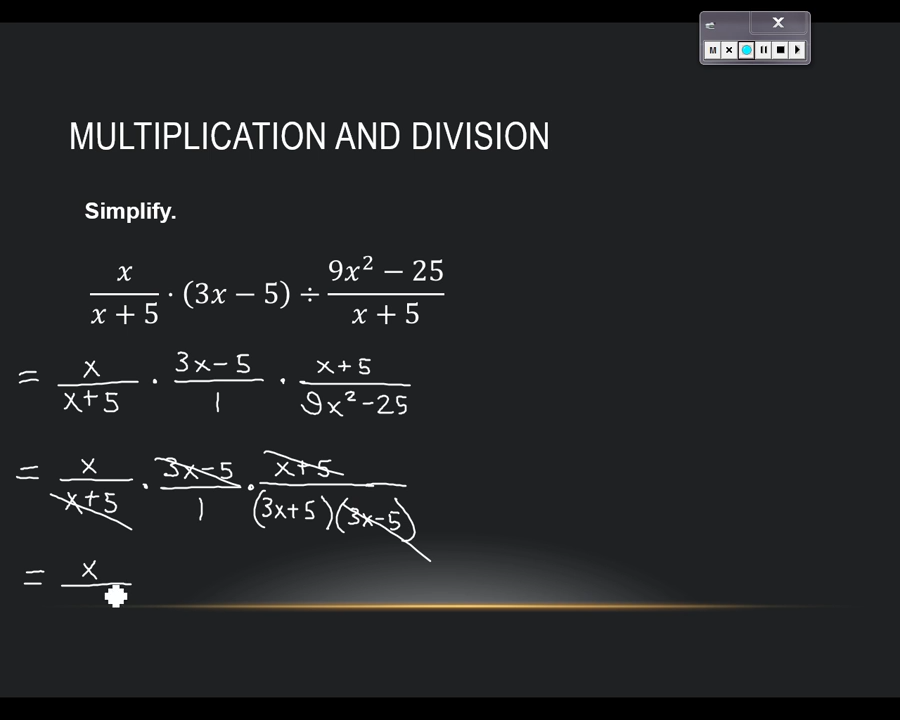 M
MULTIPLICATION AND DIVISION
Simplify.
x/(x + 5) · (3x − 5) ÷ (9x² − 25)/(x + 5)
= x/(x+5) · (3x−5)/1 · (x+5)/(9x²−25)
= x/(x+5) · (3x−5)/1 · (x+5)/((3x+5)(3x−5))
= x/